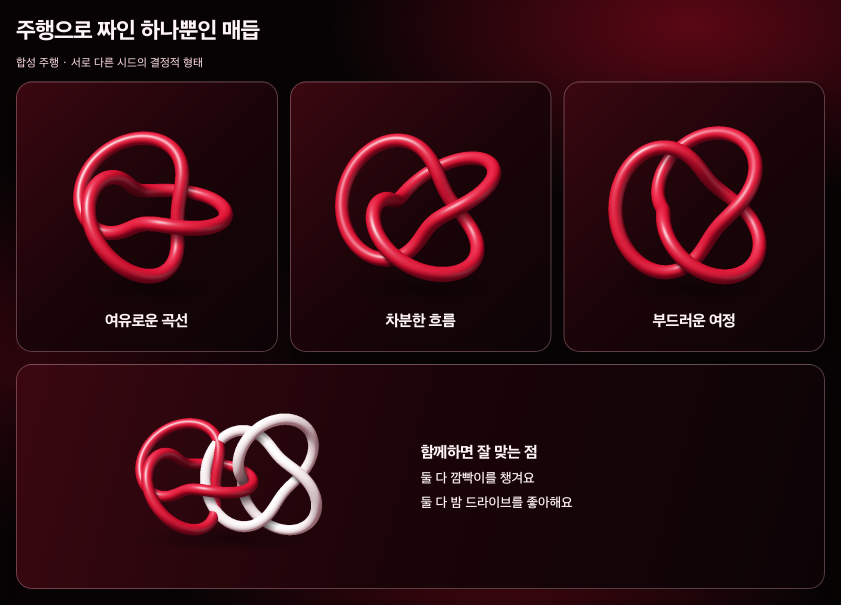 주행으로 짜인 하나뿐인 매듭
합성 주행 · 서로 다른 시드의 결정적 형태
여유로운 곡선
차분한 흐름
부드러운 여정
함께하면 잘 맞는 점
둘 다 깜빡이를 챙겨요
둘 다 밤 드라이브를 좋아해요